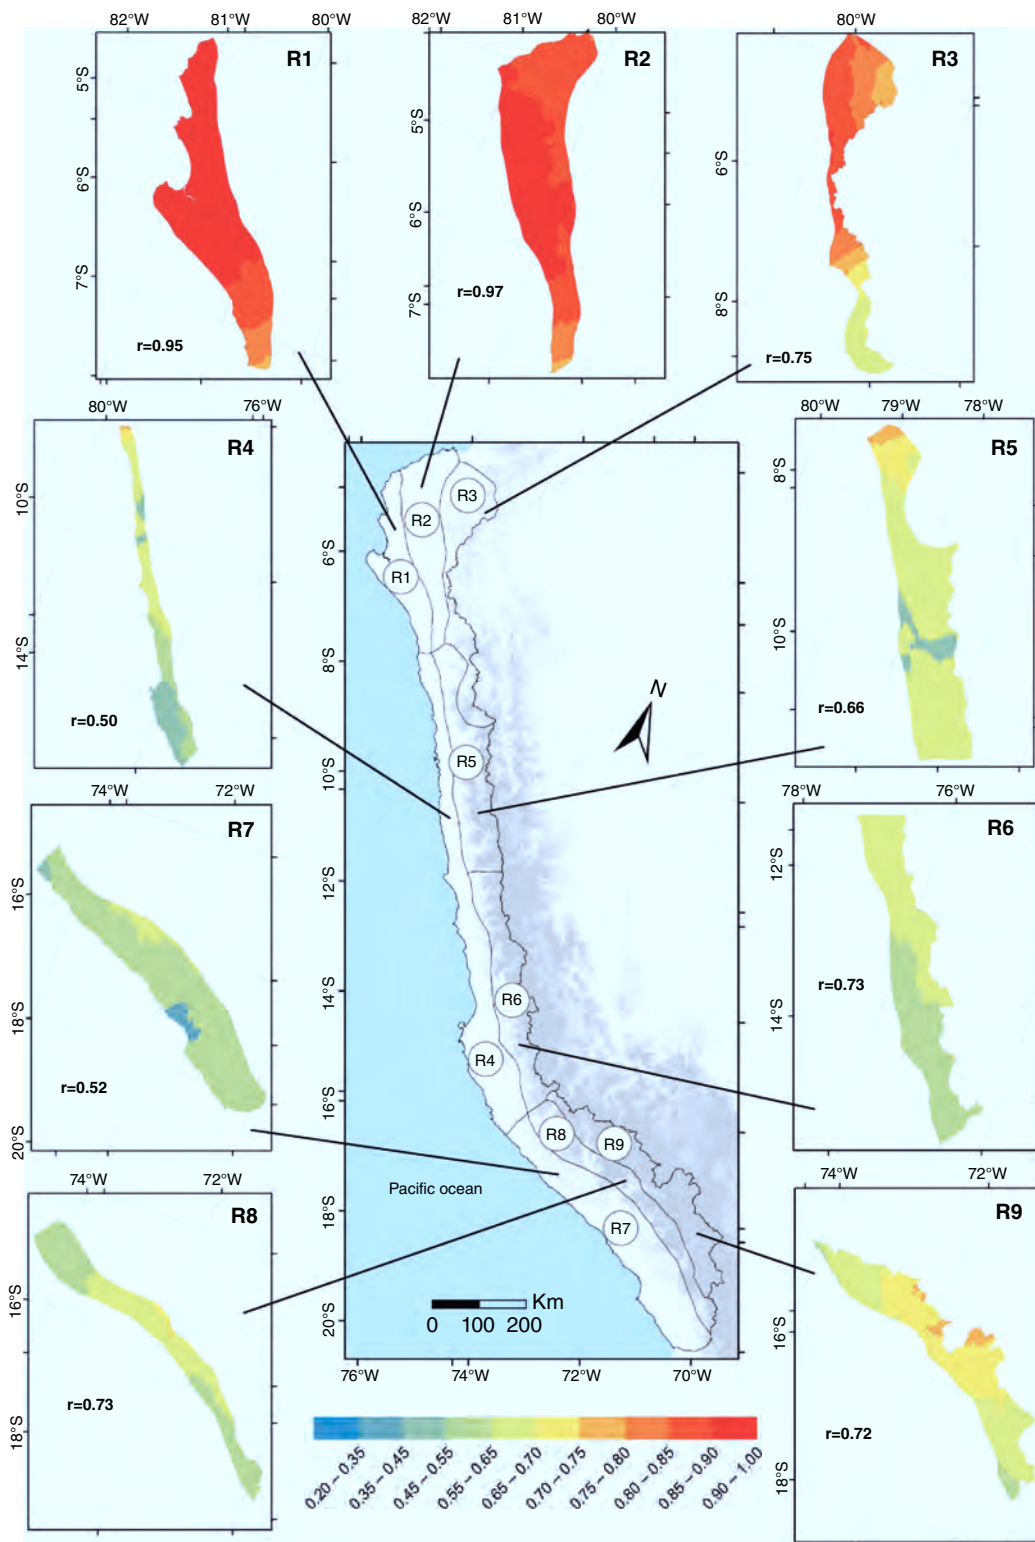 82°W 81°W 80°W
R1
5°S
6°S
7°S
r=0.95
82°W 81°W 80°W
R2
5°S
6°S
7°S
r=0.97
80°W
R3
6°S
8°S
r=0.75
80°W 76°W
R4
10°S
14°S
r=0.50
80°W 79°W 78°W
R5
8°S
10°S
r=0.66
74°W 72°W
R7
16°S
18°S
20°S
r=0.52
78°W 76°W
R6
12°S
14°S
r=0.73
74°W 72°W
R8
16°S
18°S
r=0.73
74°W 72°W
R9
16°S
18°S
r=0.72
R3
R2
R1
R5
R6
R4
R8
R9
R7
N
6°S
8°S
10°S
12°S
14°S
16°S
18°S
20°S
Pacific ocean
Km
0 100 200
76°W 74°W 72°W 70°W
0.20 – 0.35
0.35 – 0.45
0.45 – 0.55
0.55 – 0.65
0.65 – 0.70
0.70 – 0.75
0.75 – 0.80
0.80 – 0.85
0.85 – 0.90
0.90 – 1.00